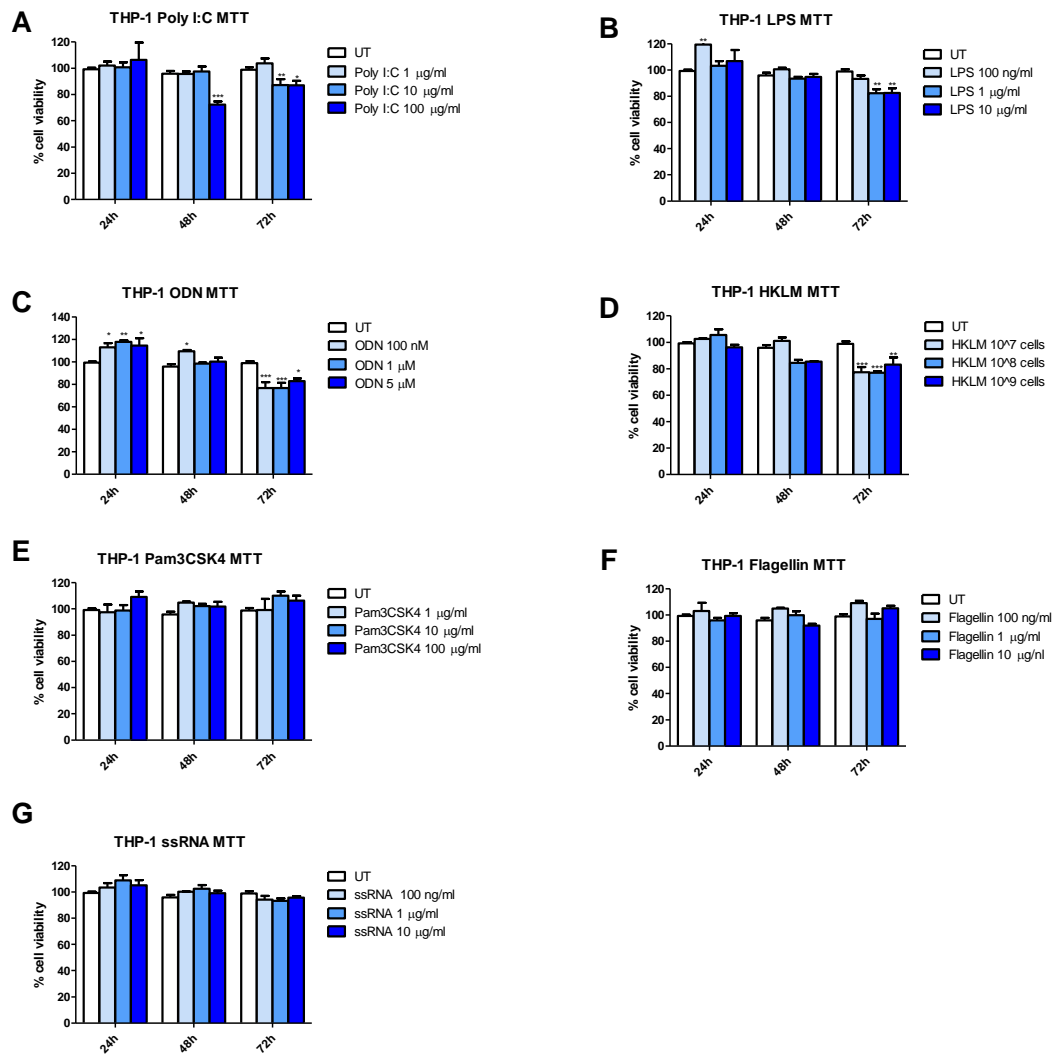 A
THP-1 Poly I:C MTT
% cell viability
120
100
80
60
40
20
0
***
**
*
24h
48h
72h
UT
Poly I:C 1 μg/ml
Poly I:C 10 μg/ml
Poly I:C 100 μg/ml
B
THP-1 LPS MTT
% cell viability
120
100
80
60
40
20
0
**
**
**
24h
48h
72h
UT
LPS 100 ng/ml
LPS 1 μg/ml
LPS 10 μg/ml
C
THP-1 ODN MTT
% cell viability
140
120
100
80
60
40
20
0
*
**
*
*
***
***
*
24h
48h
72h
UT
ODN 100 nM
ODN 1 μM
ODN 5 μM
D
THP-1 HKLM MTT
% cell viability
120
100
80
60
40
20
0
***
***
**
24h
48h
72h
UT
HKLM 10^7 cells
HKLM 10^8 cells
HKLM 10^9 cells
E
THP-1 Pam3CSK4 MTT
% cell viability
120
100
80
60
40
20
0
24h
48h
72h
UT
Pam3CSK4 1 μg/ml
Pam3CSK4 10 μg/ml
Pam3CSK4 100 μg/ml
F
THP-1 Flagellin MTT
% cell viability
120
100
80
60
40
20
0
24h
48h
72h
UT
Flagellin 100 ng/ml
Flagellin 1 μg/ml
Flagellin 10 μg/nl
G
THP-1 ssRNA MTT
% cell viability
120
100
80
60
40
20
0
24h
48h
72h
UT
ssRNA 100 ng/ml
ssRNA 1 μg/ml
ssRNA 10 μg/ml